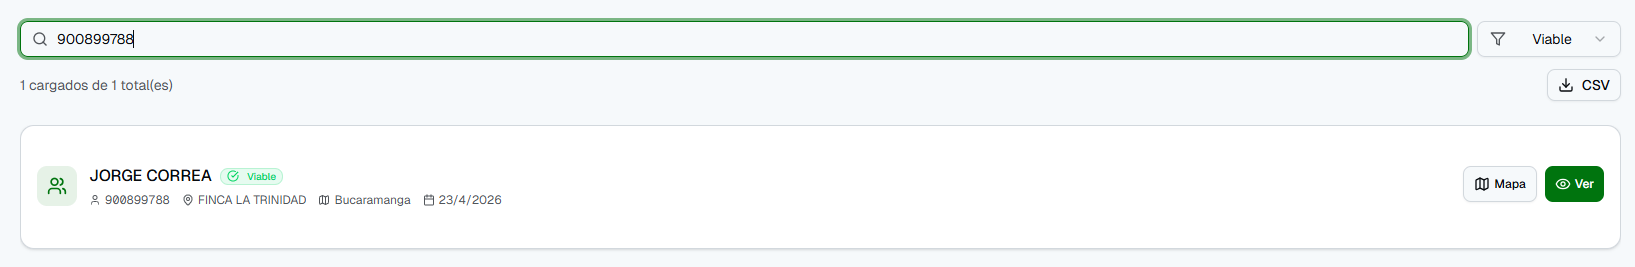 900899788
Viable
1 cargados de 1 total(es)
CSV
JORGE CORREA Viable
900899788 FINCA LA TRINIDAD Bucaramanga 23/4/2026
Mapa
Ver